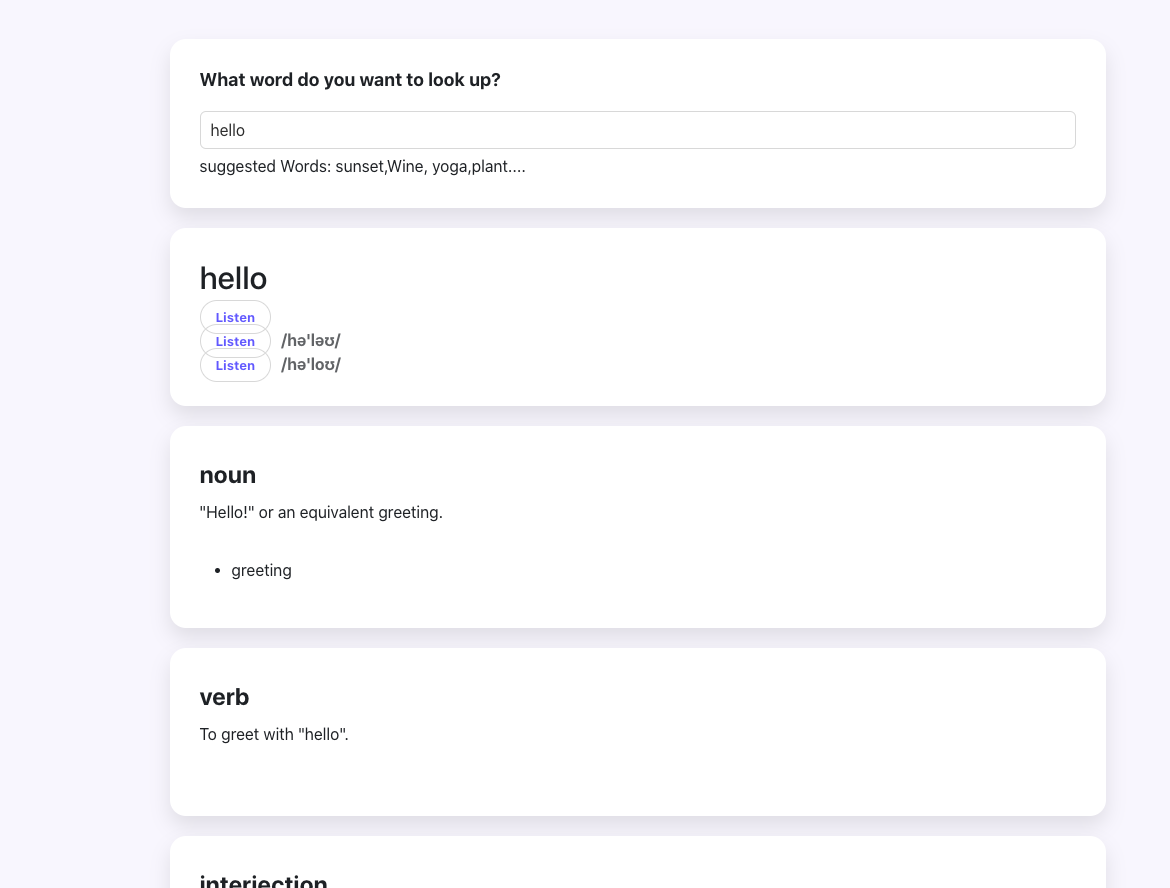 What word do you want to look up?
hello
suggested Words: sunset,Wine, yoga,plant....
hello
Listen
Listen /hə'ləʊ/
Listen /hə'loʊ/
noun
"Hello!" or an equivalent greeting.
• greeting
verb
To greet with "hello".
interjection